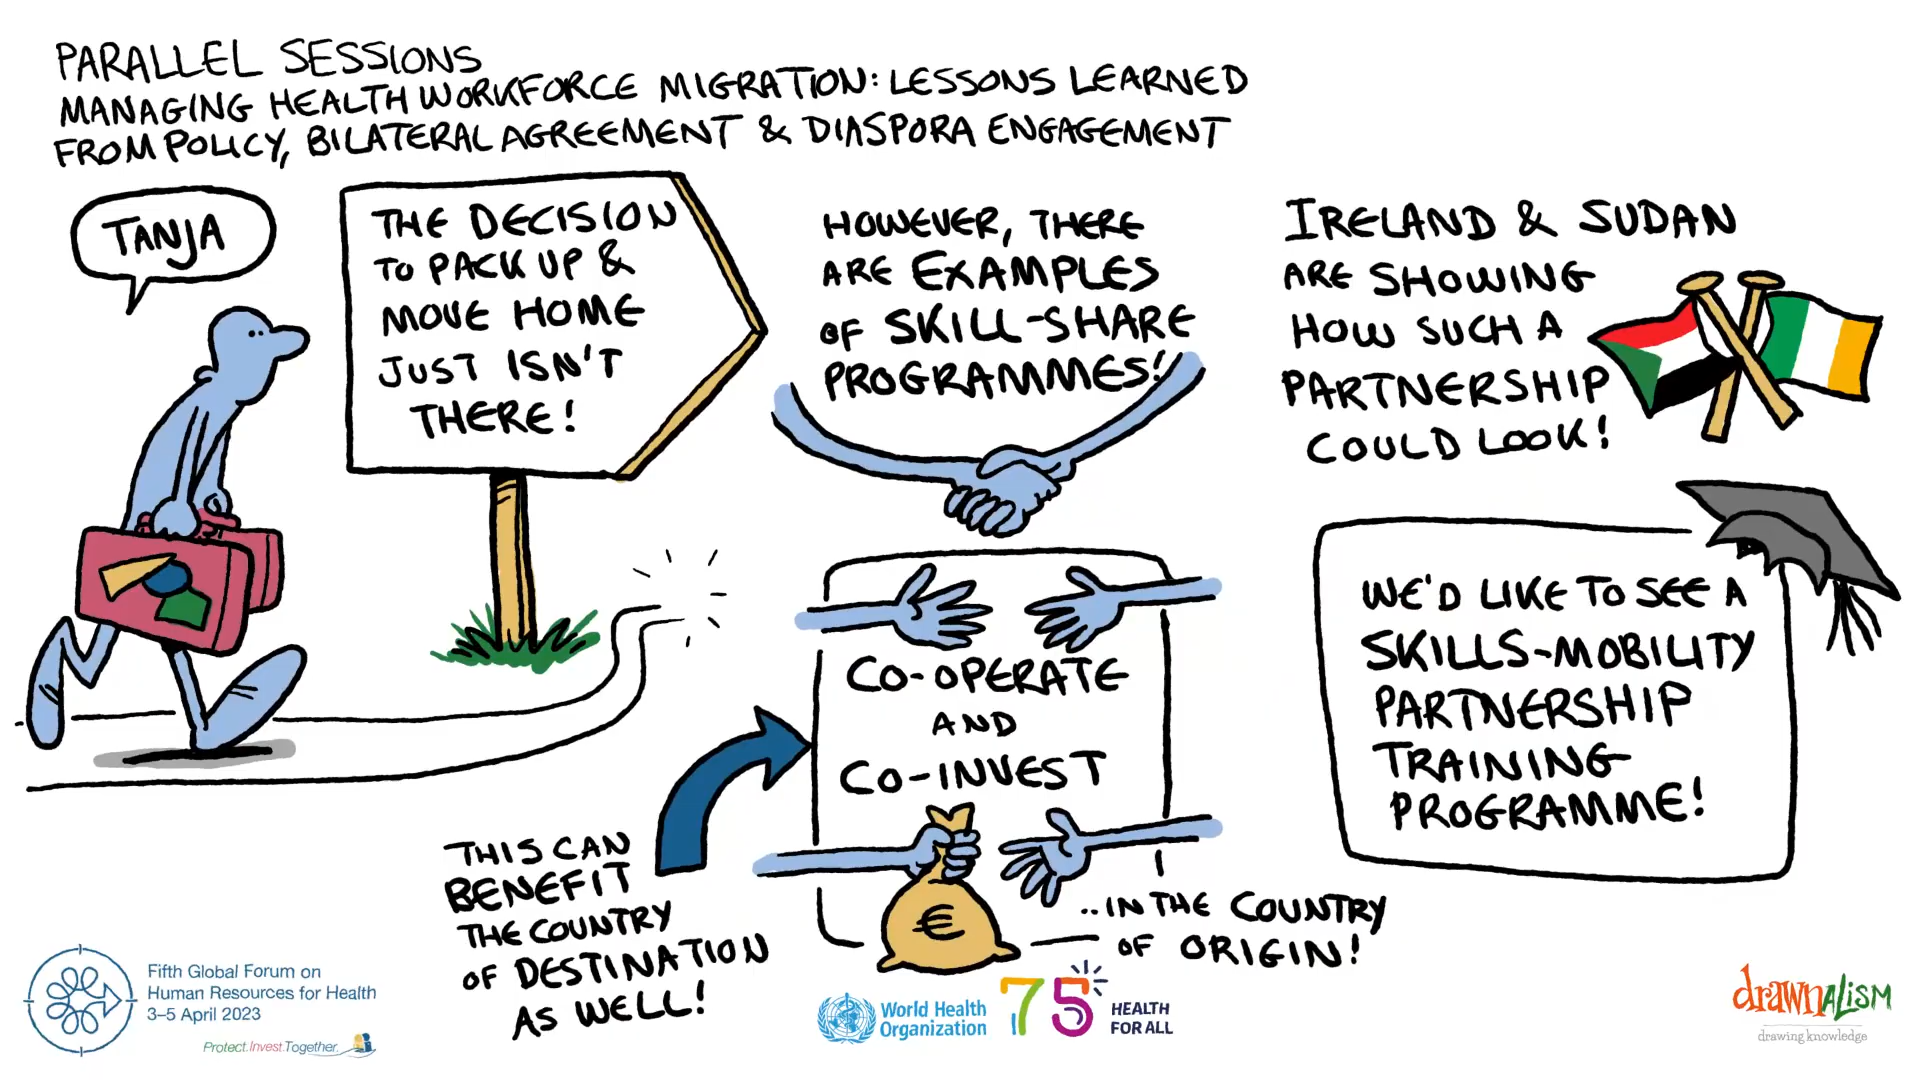 PARALLEL SESSIONS
MANAGING HEALTH WORKFORCE MIGRATION: LESSONS LEARNED
FROM POLICY, BILATERAL AGREEMENT & DIASPORA ENGAGEMENT
TANJA
THE DECISION
TO PACK UP &
MOVE HOME
JUST ISN'T
THERE!
HOWEVER, THERE
ARE EXAMPLES
OF SKILL-SHARE
PROGRAMMES!
IRELAND & SUDAN
ARE SHOWING
HOW SUCH A
PARTNERSHIP
COULD LOOK!
CO-OPERATE
AND
CO-INVEST
€
..IN THE COUNTRY
OF ORIGIN!
THIS CAN
BENEFIT
THE COUNTRY
OF DESTINATION
AS WELL!
WE'D LIKE TO SEE A
SKILLS-MOBILITY
PARTNERSHIP
TRAINING
PROGRAMME!
Fifth Global Forum on
Human Resources for Health
3–5 April 2023
Protect.Invest.Together.
World Health
Organization
75
HEALTH
FOR ALL
drawnalism
drawing knowledge